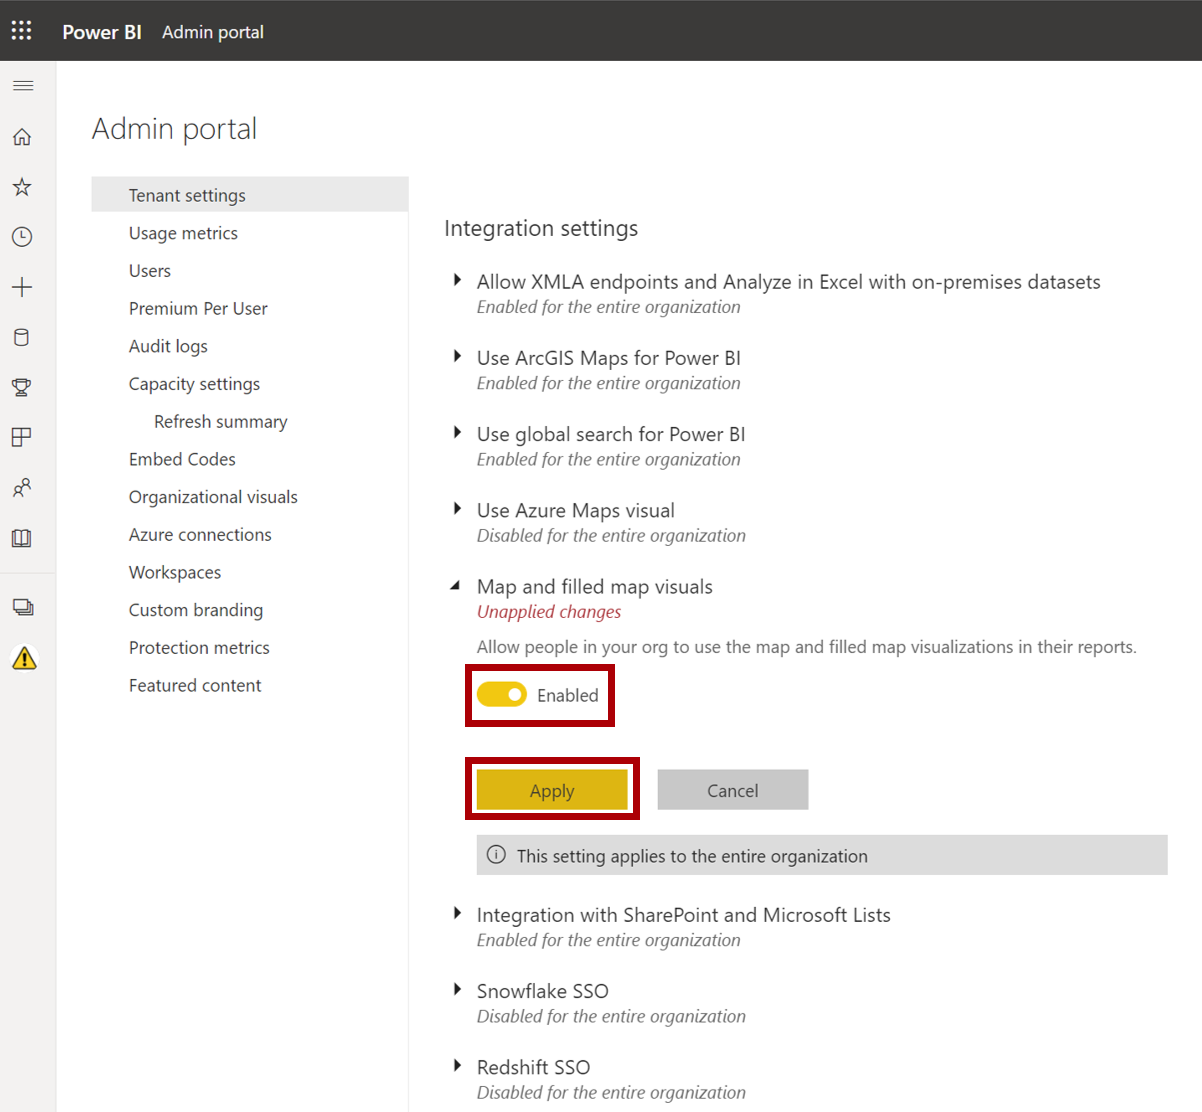 Power BI Admin portal
Admin portal
Tenant settings
Usage metrics
Users
Premium Per User
Audit logs
Capacity settings
Refresh summary
Embed Codes
Organizational visuals
Azure connections
Workspaces
Custom branding
Protection metrics
Featured content
Integration settings
Allow XMLA endpoints and Analyze in Excel with on-premises datasets
Enabled for the entire organization
Use ArcGIS Maps for Power BI
Enabled for the entire organization
Use global search for Power BI
Enabled for the entire organization
Use Azure Maps visual
Disabled for the entire organization
Map and filled map visuals
Unapplied changes
Allow people in your org to use the map and filled map visualizations in their reports.
Enabled
Apply Cancel
This setting applies to the entire organization
Integration with SharePoint and Microsoft Lists
Enabled for the entire organization
Snowflake SSO
Disabled for the entire organization
Redshift SSO
Disabled for the entire organization